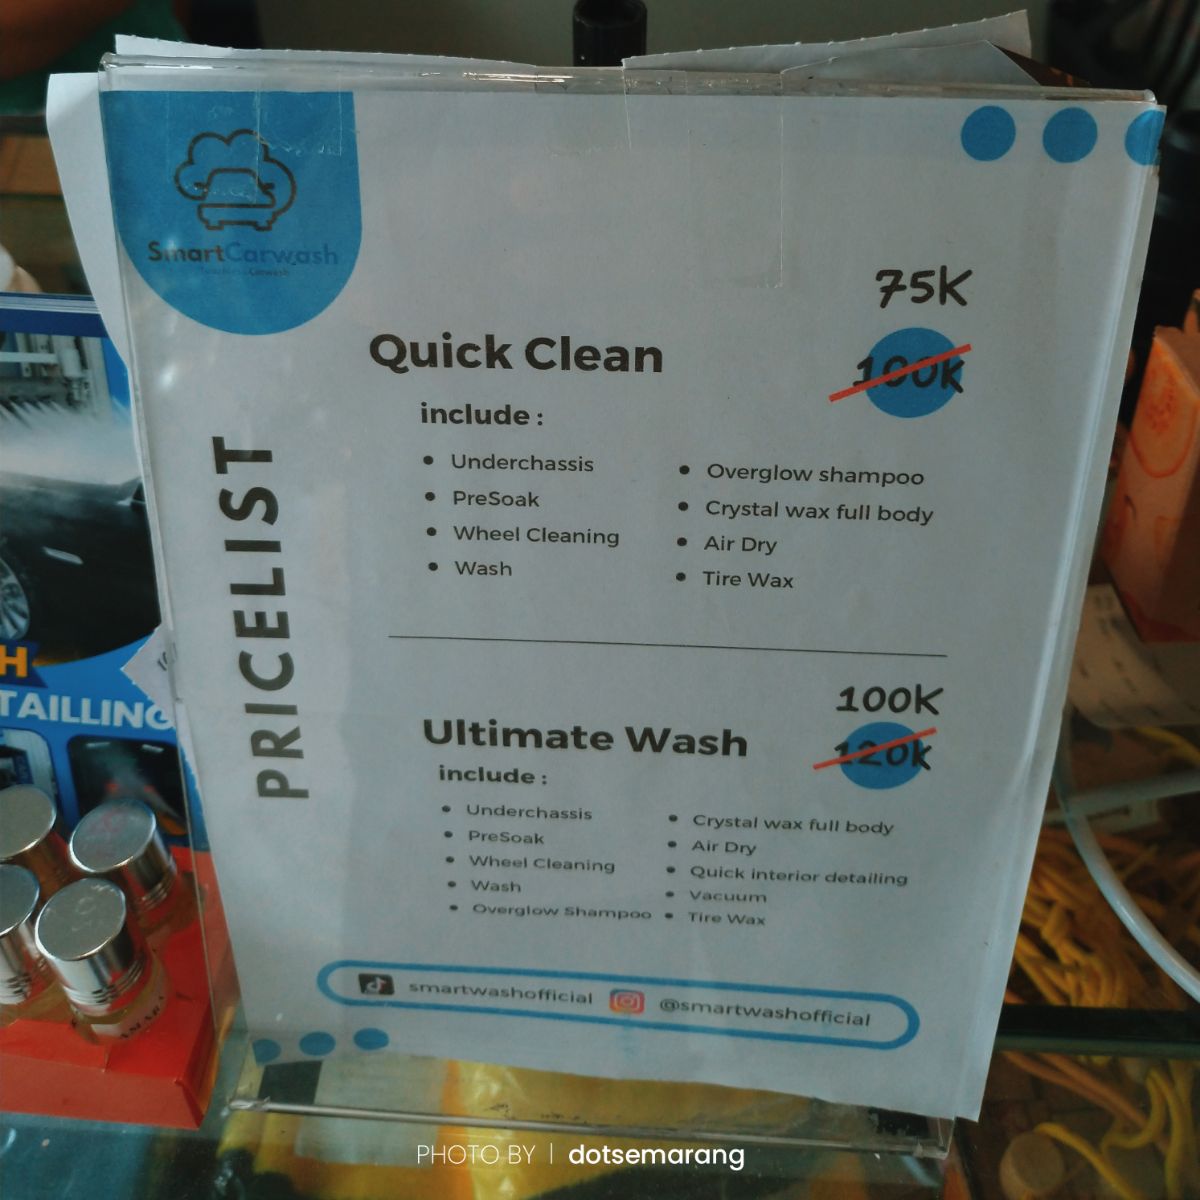 SmartCarwash
Touchless Carwash
PRICELIST
75K
Quick Clean
100k
include :
Underchassis
PreSoak
Wheel Cleaning
Wash
Overglow shampoo
Crystal wax full body
Air Dry
Tire Wax
100K
Ultimate Wash
120k
include :
Underchassis
PreSoak
Wheel Cleaning
Wash
Overglow Shampoo
Crystal wax full body
Air Dry
Quick interior detailing
Vacuum
Tire Wax
smartwashofficial
@smartwashofficial
H
TAILLING
PHOTO BY | dotsemarang